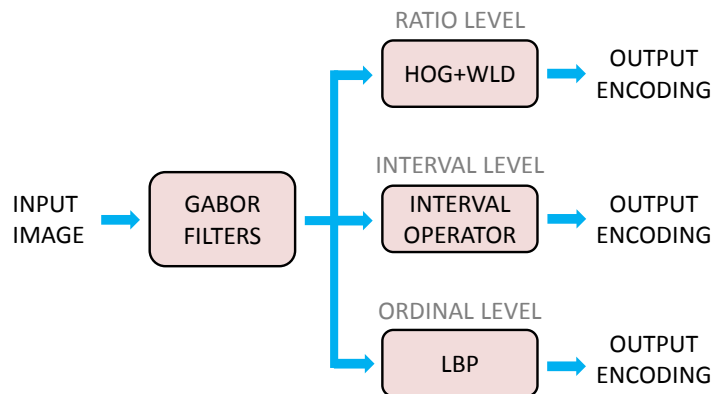 RATIO LEVEL
HOG+WLD
OUTPUT
ENCODING
INTERVAL LEVEL
INPUT
IMAGE
GABOR
FILTERS
INTERVAL
OPERATOR
OUTPUT
ENCODING
ORDINAL LEVEL
LBP
OUTPUT
ENCODING